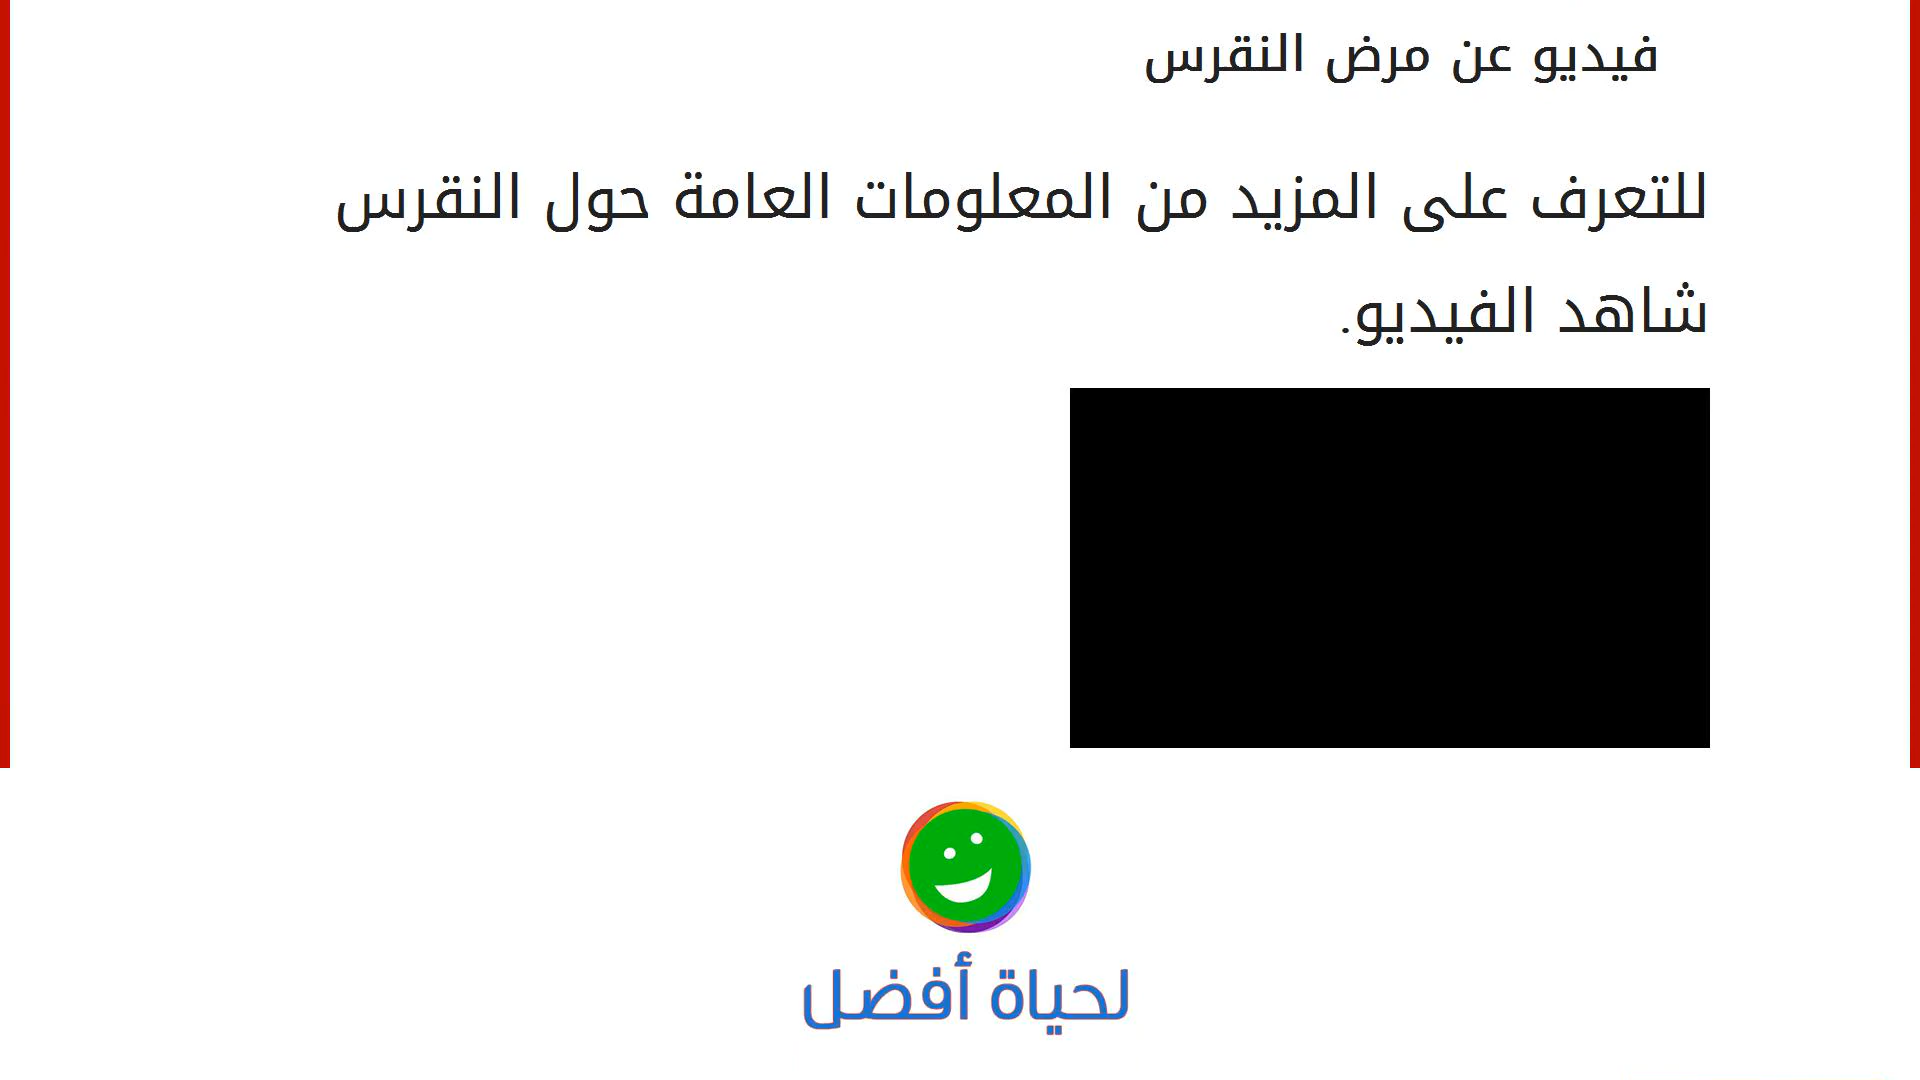 فيديو عن مرض النقرس
للتعرف على المزيد من المعلومات العامة حول النقرس
شاهد الفيديو.
لحياة أفضل